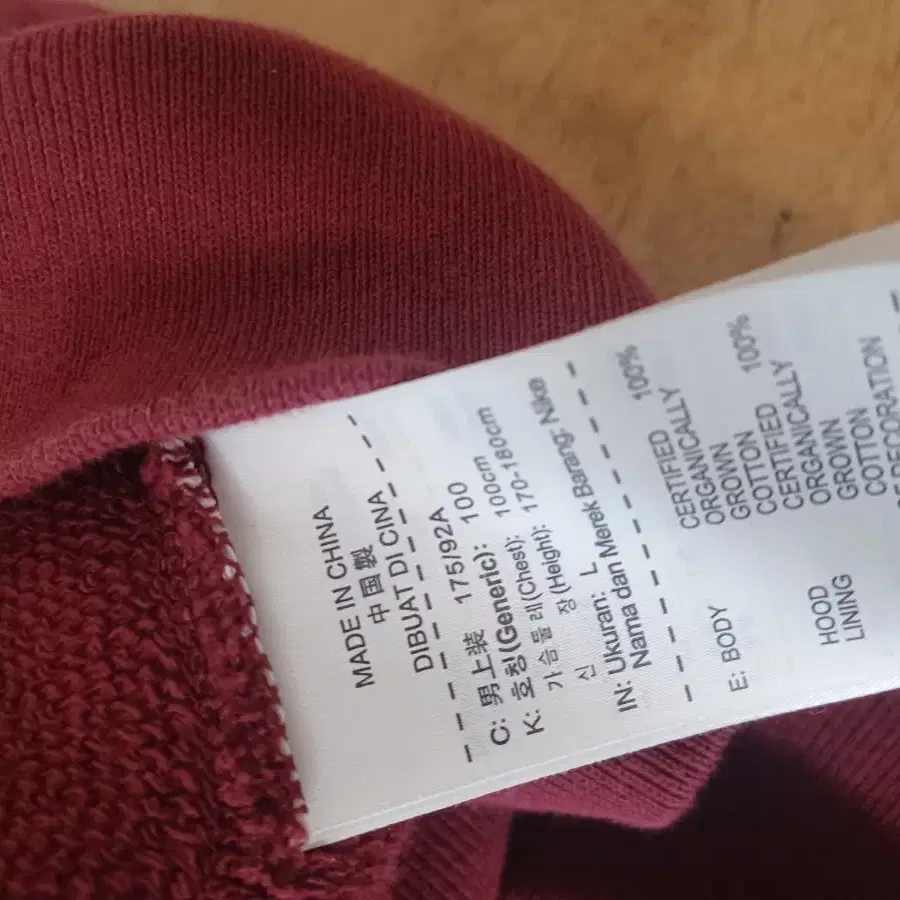 MADE IN CHINA
中国製
DIBUAT DI CINA
C: 男上装 175/92A
K: 호칭(Generic): 100
가슴둘레(Chest): 100cm
신 장(Height): 170-180cm
IN: Ukuran: L
Nama dan Merek Barang: Nike
E: BODY
100%
CERTIFIED
ORGANICALLY
GROWN
COTTON
HOOD
LINING
100%
CERTIFIED
ORGANICALLY
GROWN
COTTON